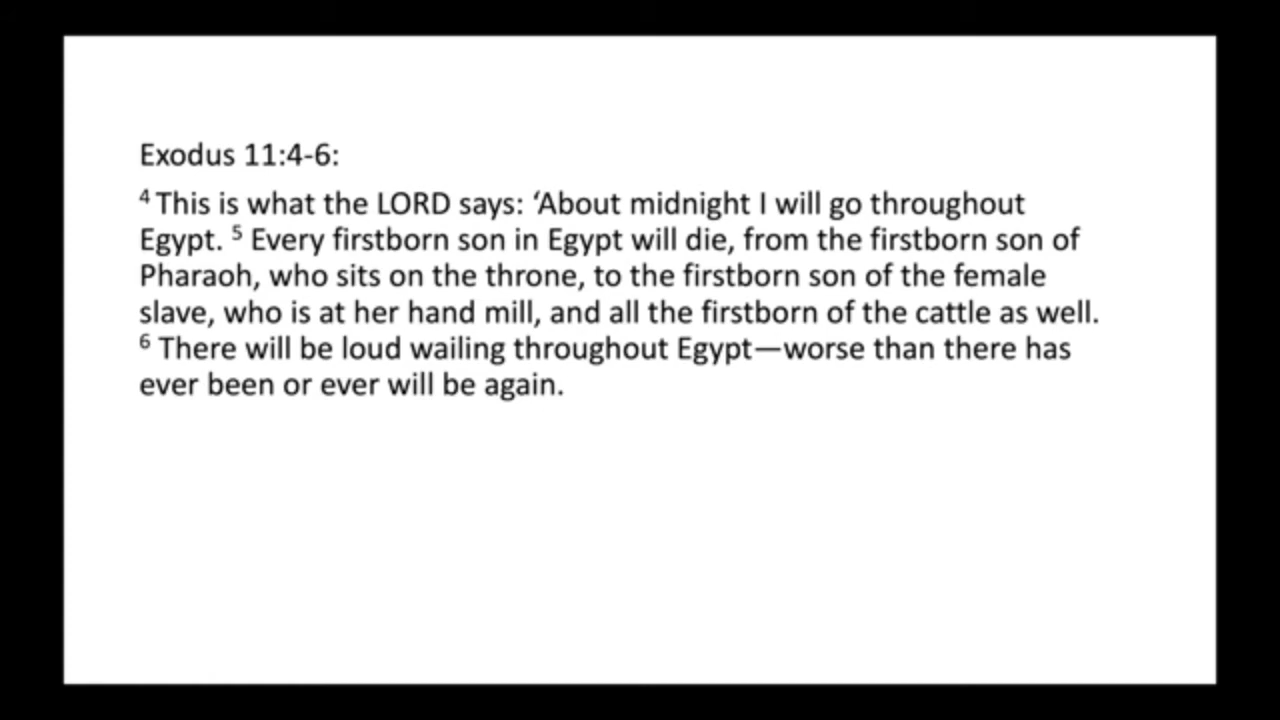 Exodus 11:4-6:
⁴ This is what the LORD says: ‘About midnight I will go throughout
Egypt. ⁵ Every firstborn son in Egypt will die, from the firstborn son of
Pharaoh, who sits on the throne, to the firstborn son of the female
slave, who is at her hand mill, and all the firstborn of the cattle as well.
⁶ There will be loud wailing throughout Egypt—worse than there has
ever been or ever will be again.